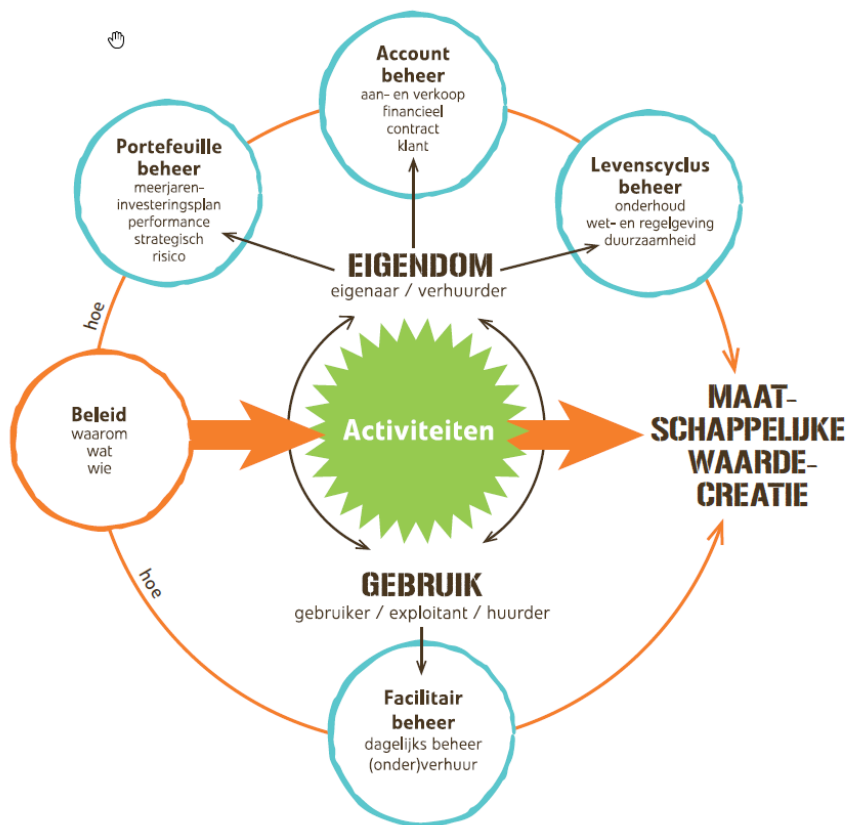 Account
beheer
aan- en verkoop
financieel
contract
klant
Portefeuille
beheer
meerjaren-
investeringsplan
performance
strategisch
risico
Levenscyclus
beheer
onderhoud
wet- en regelgeving
duurzaamheid
EIGENDOM
eigenaar / verhuurder
hoe
Beleid
waarom
wat
wie
Activiteiten
MAAT-
SCHAPPELIJKE
WAARDE-
CREATIE
hoe
GEBRUIK
gebruiker / exploitant / huurder
Facilitair
beheer
dagelijks beheer
(onder)verhuur